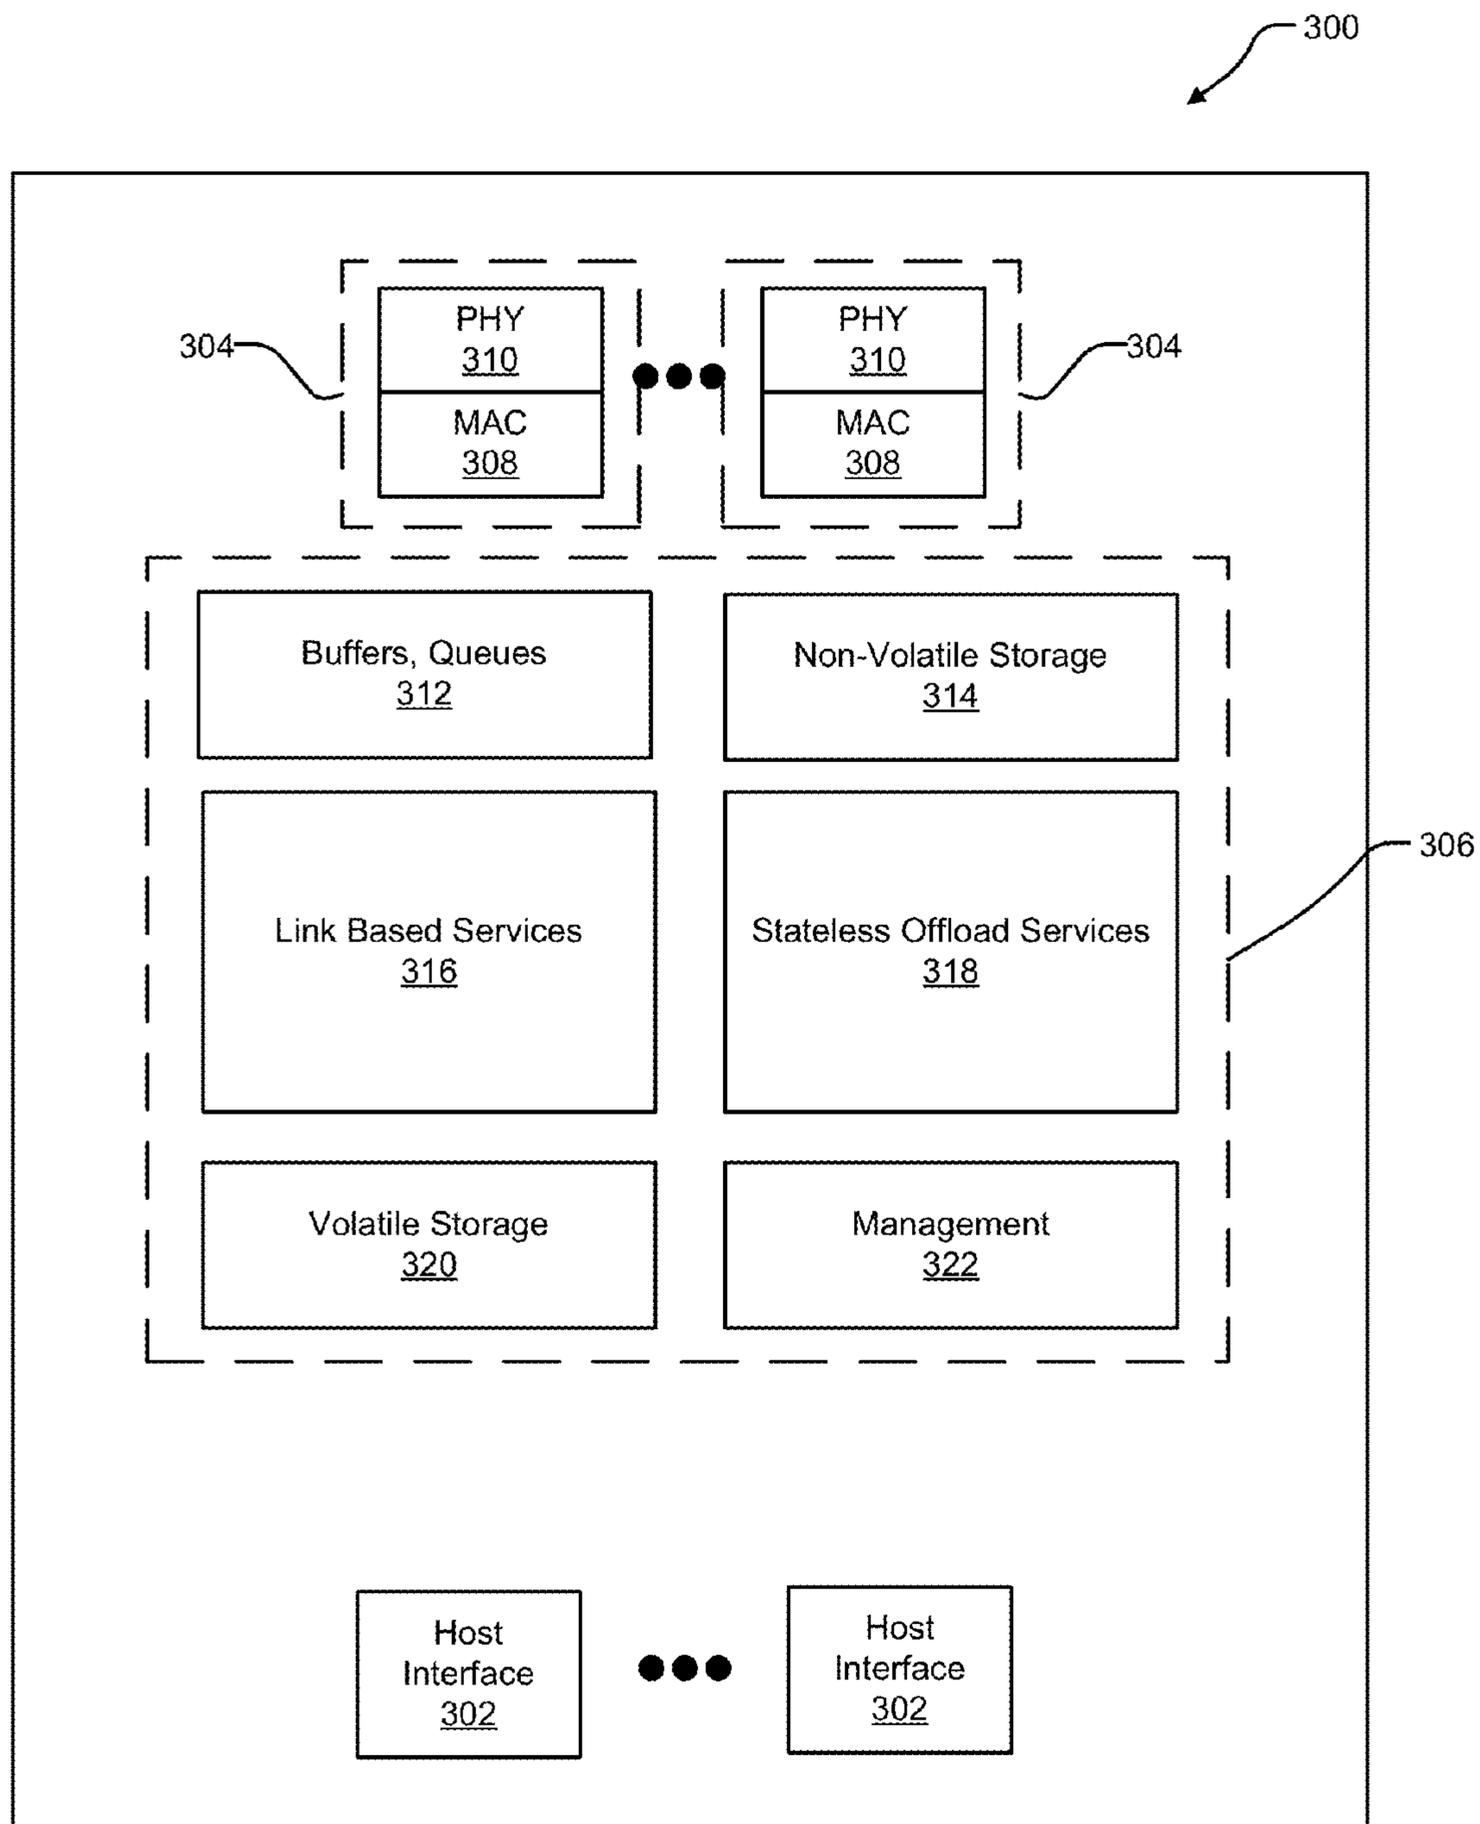 300
304
PHY
310
MAC
308
PHY
310
MAC
308
304
Buffers, Queues
312
Non-Volatile Storage
314
306
Link Based Services
316
Stateless Offload Services
318
Volatile Storage
320
Management
322
Host
Interface
302
Host
Interface
302